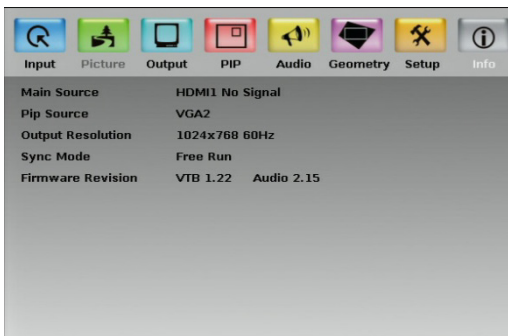 Input Picture Output PIP Audio Geometry Setup Info
Main Source HDMI1 No Signal
Pip Source VGA2
Output Resolution 1024x768 60Hz
Sync Mode Free Run
Firmware Revision VTB 1.22 Audio 2.15